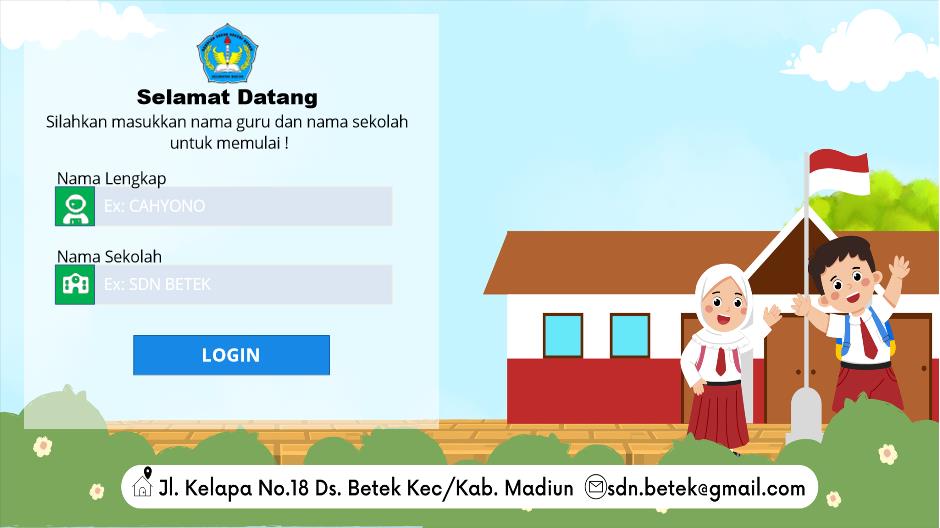 Selamat Datang
Silahkan masukkan nama guru dan nama sekolah
untuk memulai !
Nama Lengkap
Ex: CAHYONO
Nama Sekolah
Ex: SDN BETEK
LOGIN
Jl. Kelapa No.18 Ds. Betek Kec/Kab. Madiun sdn.betek@gmail.com